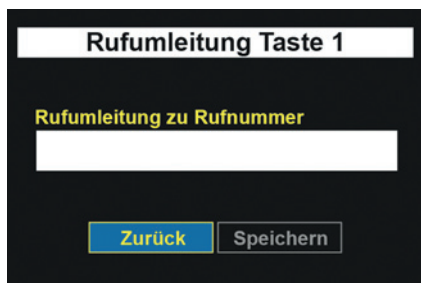 Rufumleitung Taste 1
Rufumleitung zu Rufnummer
Zurück Speichern